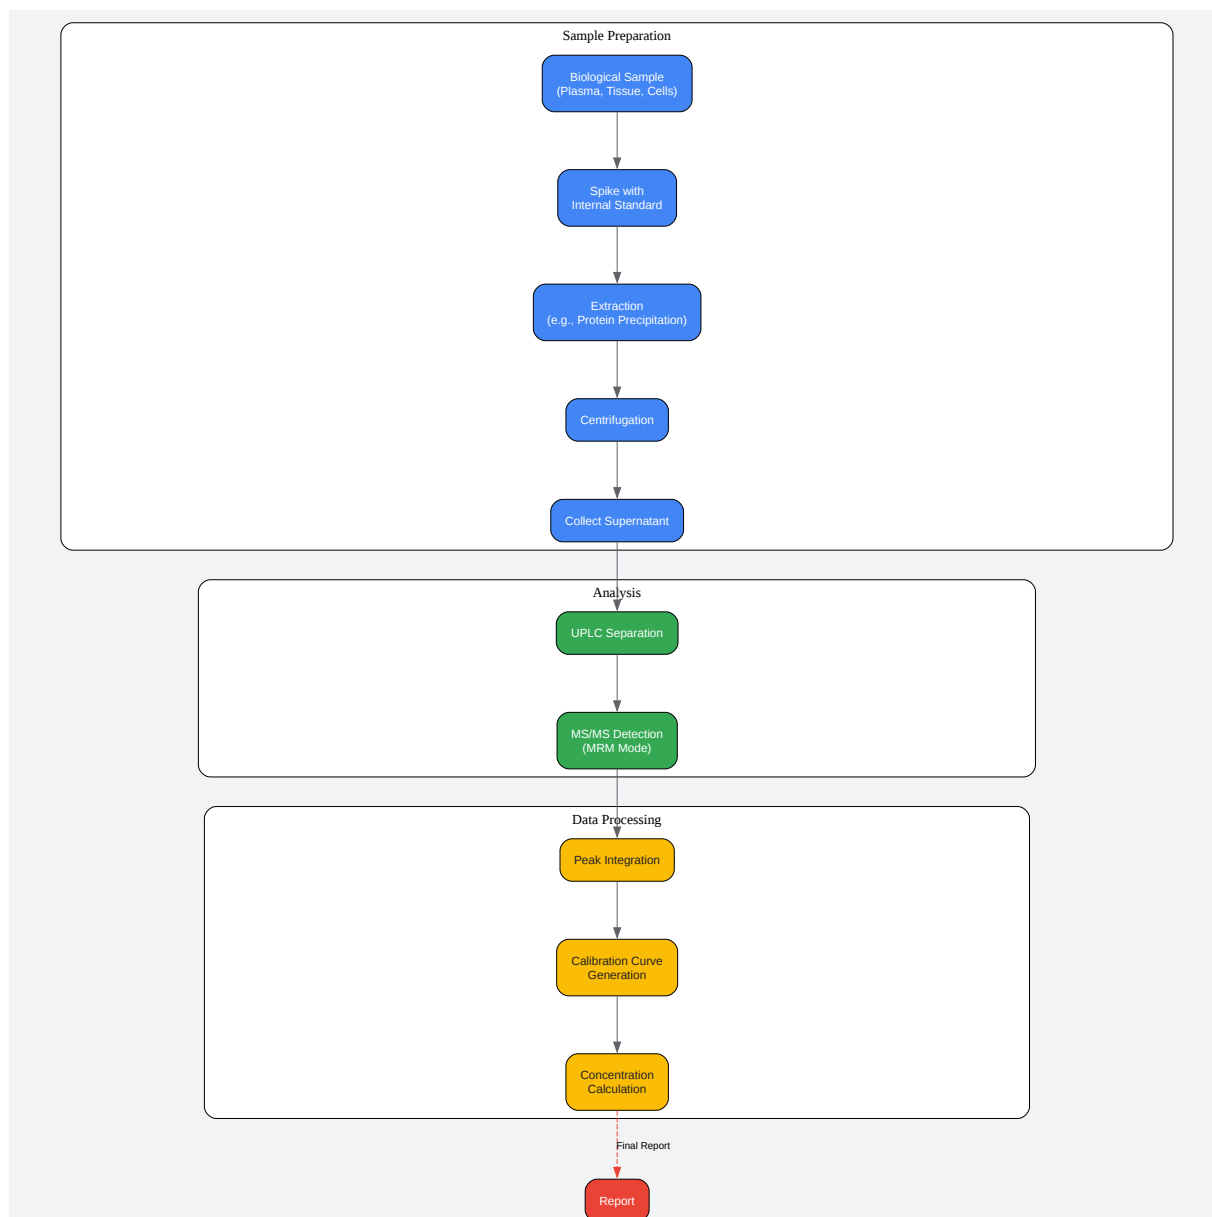 Sample Preparation
Biological Sample
(Plasma, Tissue, Cells)
Spike with
Internal Standard
Extraction
(e.g., Protein Precipitation)
Centrifugation
Collect Supernatant
Analysis
UPLC Separation
MS/MS Detection
(MRM Mode)
Data Processing
Peak Integration
Calibration Curve
Generation
Concentration
Calculation
Final Report
Report